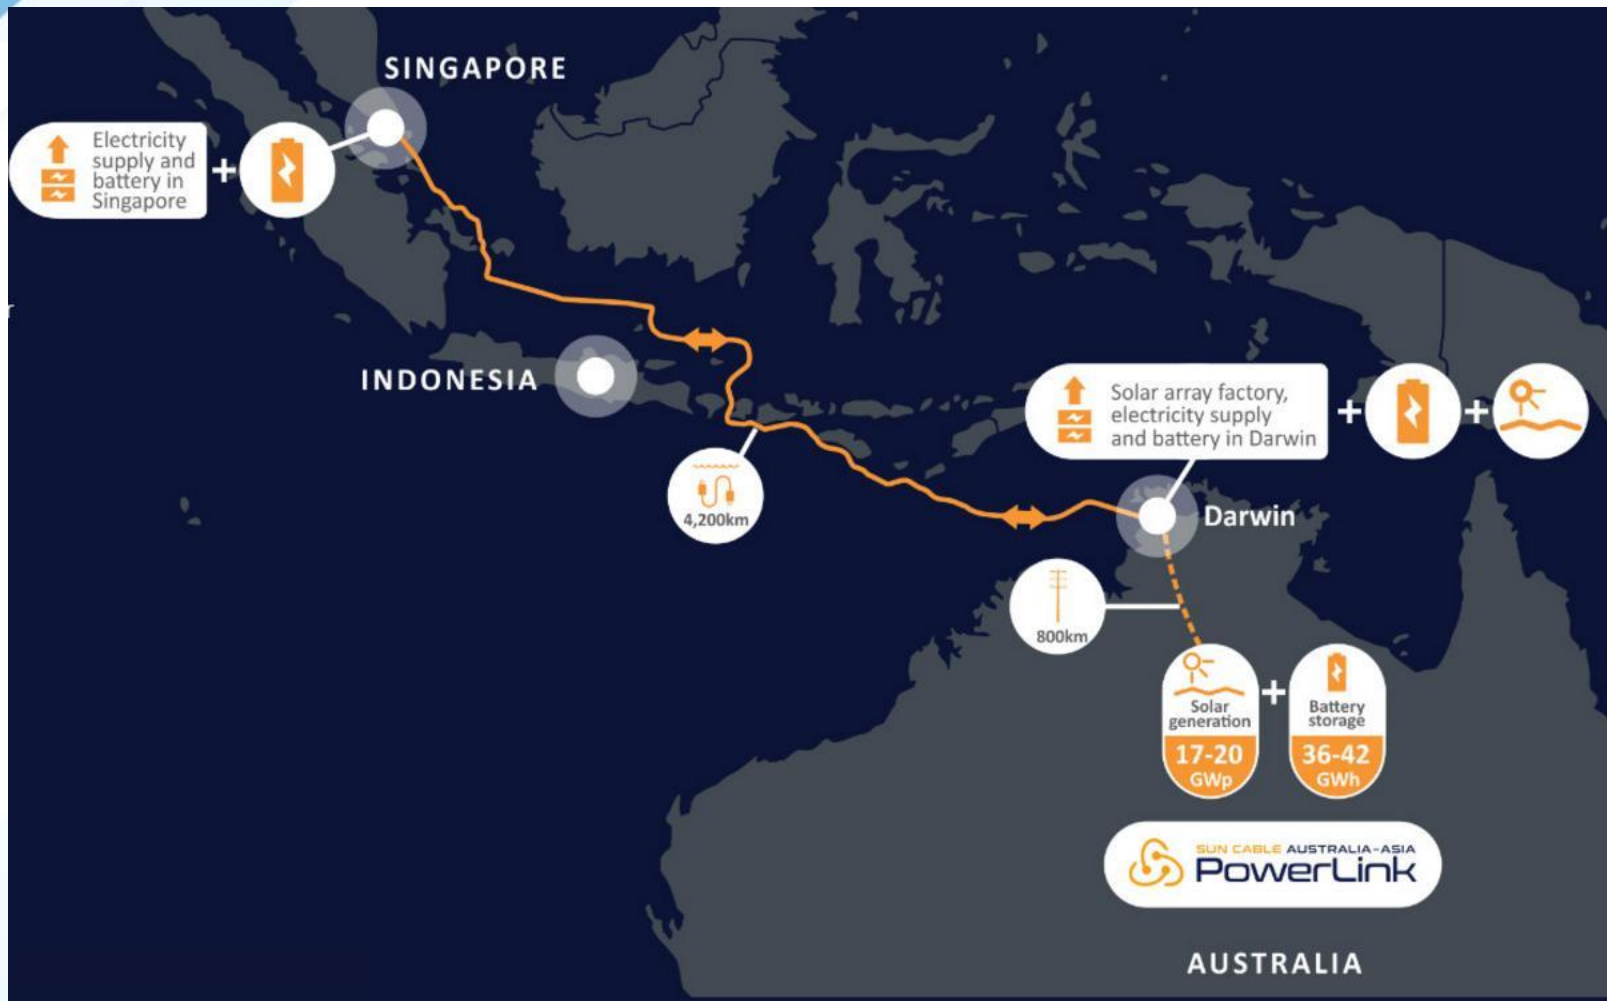 SINGAPORE
Electricity
supply and
battery in
Singapore
+
r
INDONESIA
Solar array factory,
electricity supply
and battery in Darwin
+
+
4,200km
Darwin
800km
Solar
generation
17-20
GWp
+
Battery
storage
36-42
GWh
SUN CABLE AUSTRALIA-ASIA
PowerLink
AUSTRALIA